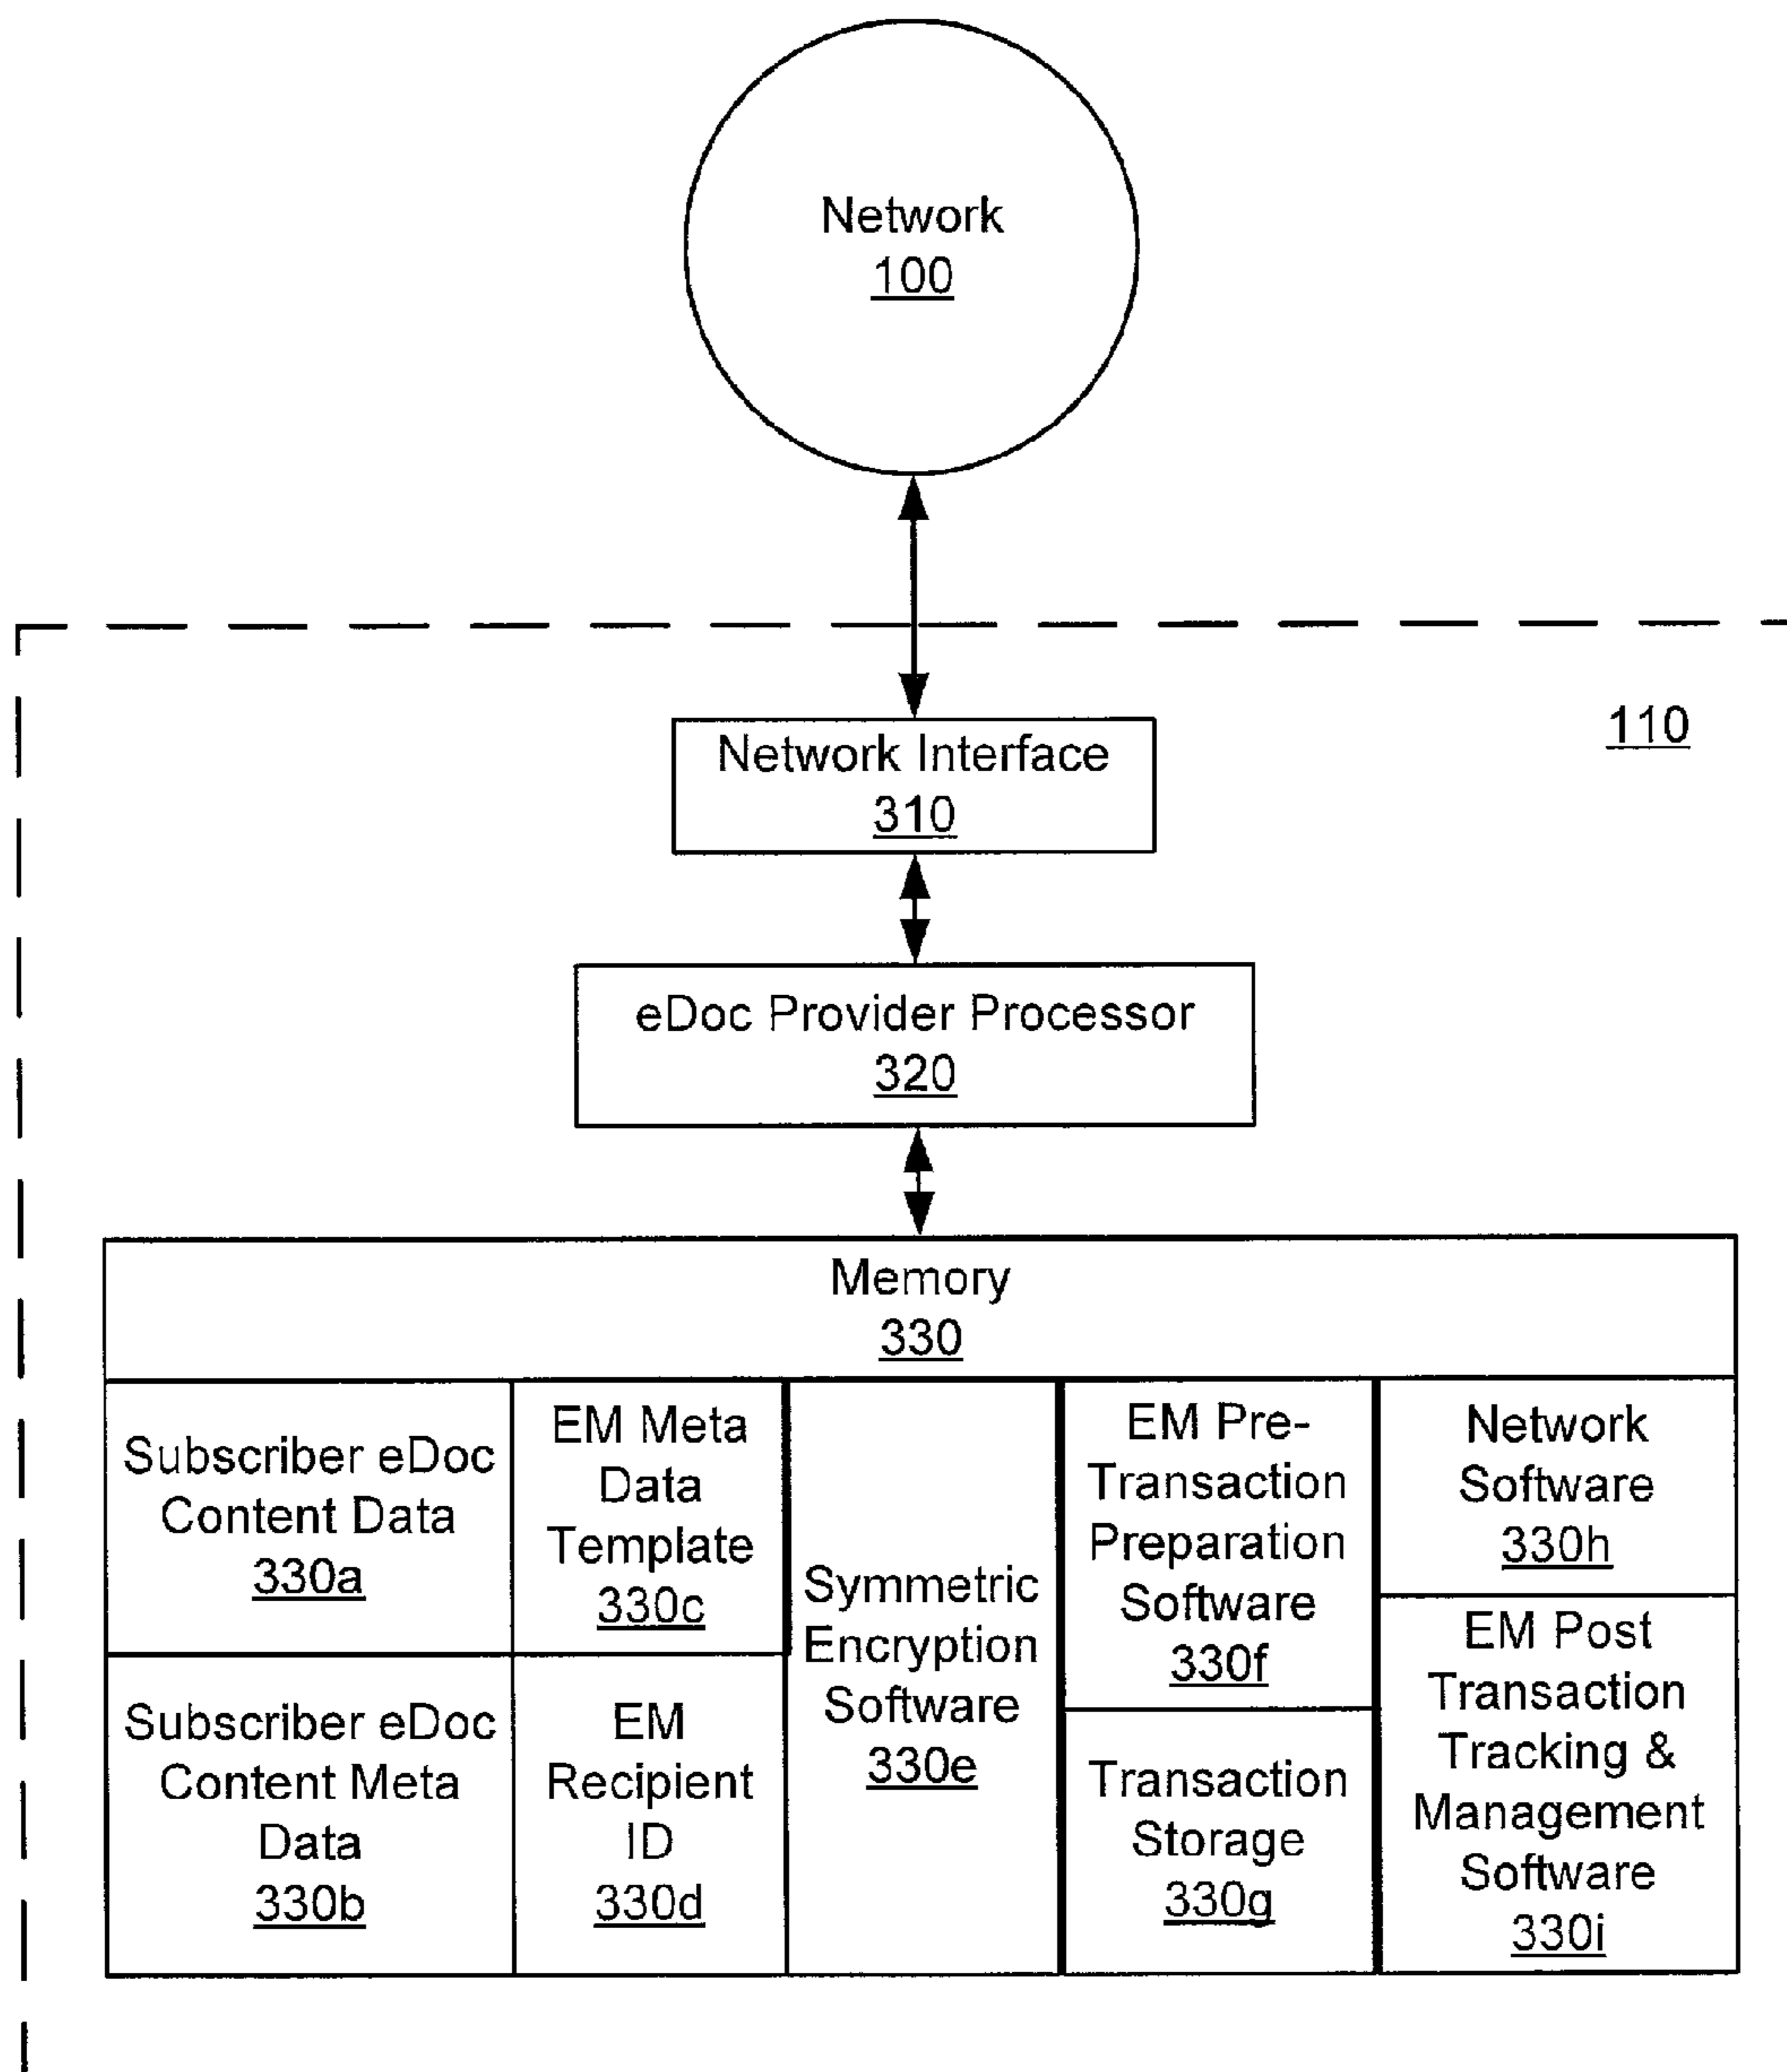 Network
100
110
Network Interface
310
eDoc Provider Processor
320
Memory
330
Subscriber eDoc
Content Data
330a
Subscriber eDoc
Content Meta
Data
330b
EM Meta
Data
Template
330c
EM
Recipient
ID
330d
Symmetric
Encryption
Software
330e
EM Pre-
Transaction
Preparation
Software
330f
Transaction
Storage
330g
Network
Software
330h
EM Post
Transaction
Tracking &
Management
Software
330i